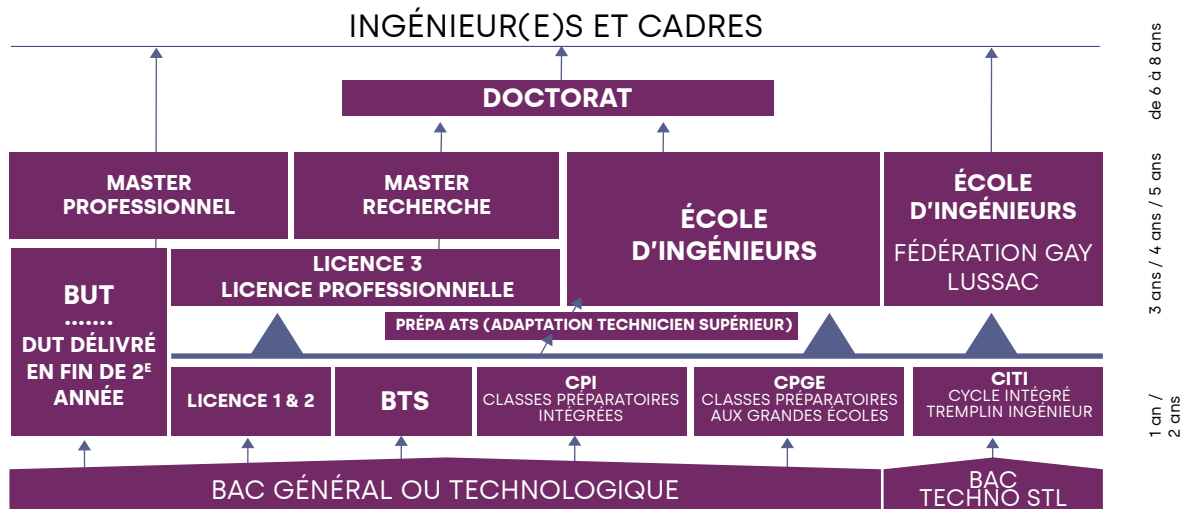 INGÉNIEUR(E)S ET CADRES
DOCTORAT
de 6 à 8 ans
MASTER
PROFESSIONNEL
MASTER
RECHERCHE
ÉCOLE
D'INGÉNIEURS
ÉCOLE
D'INGÉNIEURS
FÉDÉRATION GAY
LUSSAC
3 ans / 4 ans / 5 ans
LICENCE 3
LICENCE PROFESSIONNELLE
BUT
.......
DUT DÉLIVRÉ
EN FIN DE 2E
ANNÉE
PRÉPA ATS (ADAPTATION TECHNICIEN SUPÉRIEUR)
LICENCE 1 & 2
BTS
CPI
CLASSES PRÉPARATOIRES
INTÉGRÉES
CPGE
CLASSES PRÉPARATOIRES
AUX GRANDES ÉCOLES
CITI
CYCLE INTÉGRÉ
TREMPLIN INGÉNIEUR
1 an /
2 ans
BAC GÉNÉRAL OU TECHNOLOGIQUE
BAC
TECHNO STL